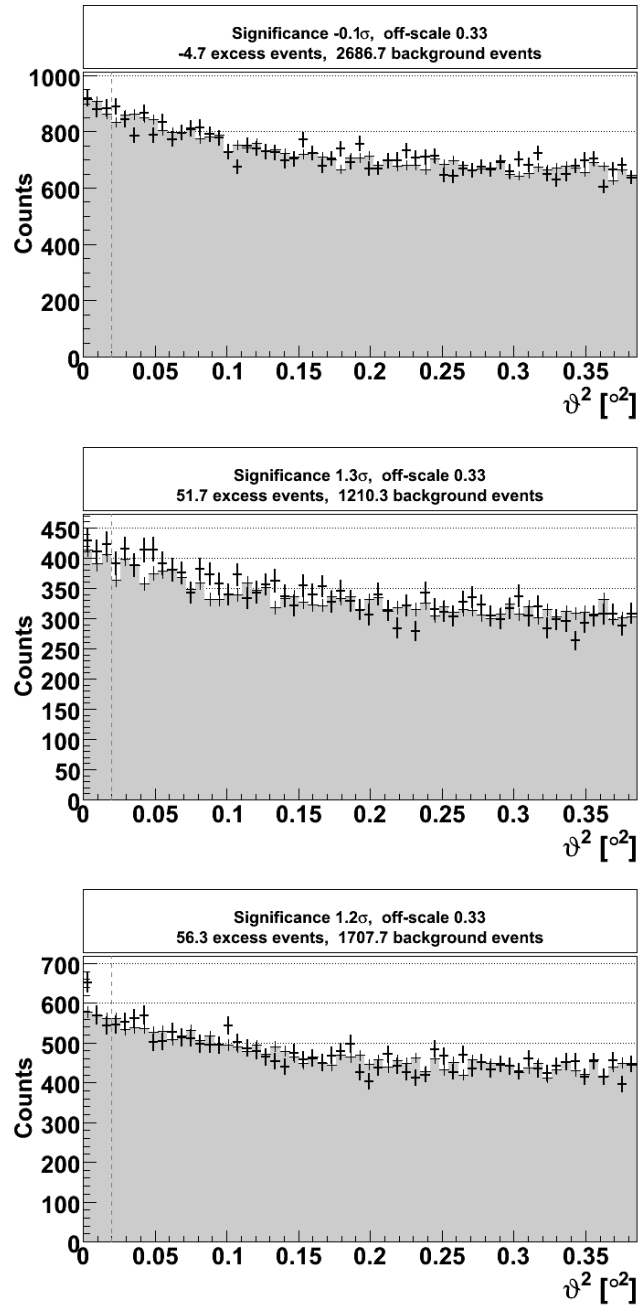 Significance -0.1σ, off-scale 0.33
-4.7 excess events, 2686.7 background events
1000
800
600
400
200
0
Counts
0 0.05 0.1 0.15 0.2 0.25 0.3 0.35
ϑ² [°²]
Significance 1.3σ, off-scale 0.33
51.7 excess events, 1210.3 background events
450
400
350
300
250
200
150
100
50
0
Counts
0 0.05 0.1 0.15 0.2 0.25 0.3 0.35
ϑ² [°²]
Significance 1.2σ, off-scale 0.33
56.3 excess events, 1707.7 background events
700
600
500
400
300
200
100
0
Counts
0 0.05 0.1 0.15 0.2 0.25 0.3 0.35
ϑ² [°²]